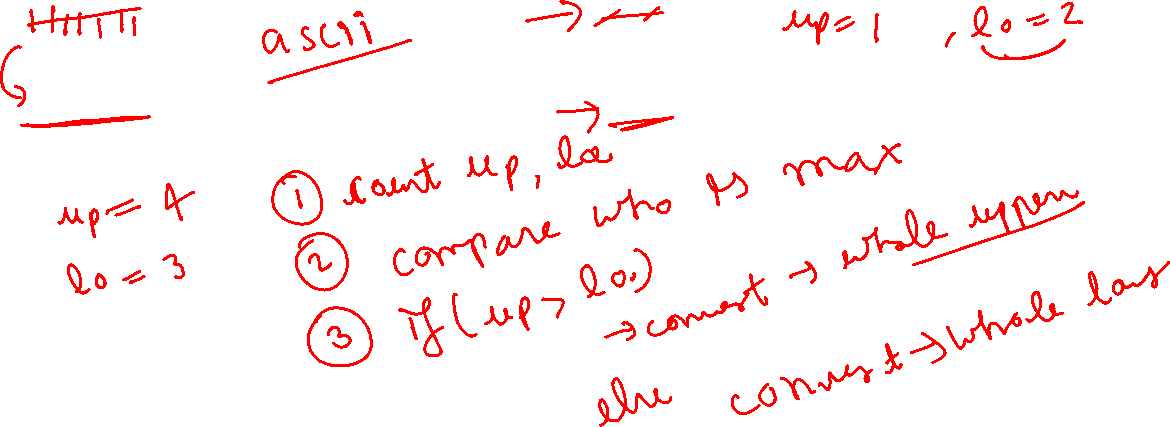 ascii → up=1 , lo=2
→
up=4 ① count up, lo
lo=3 ② compare who is max
③ if(up> lo)
→convert → whole upper
else convert→whole low